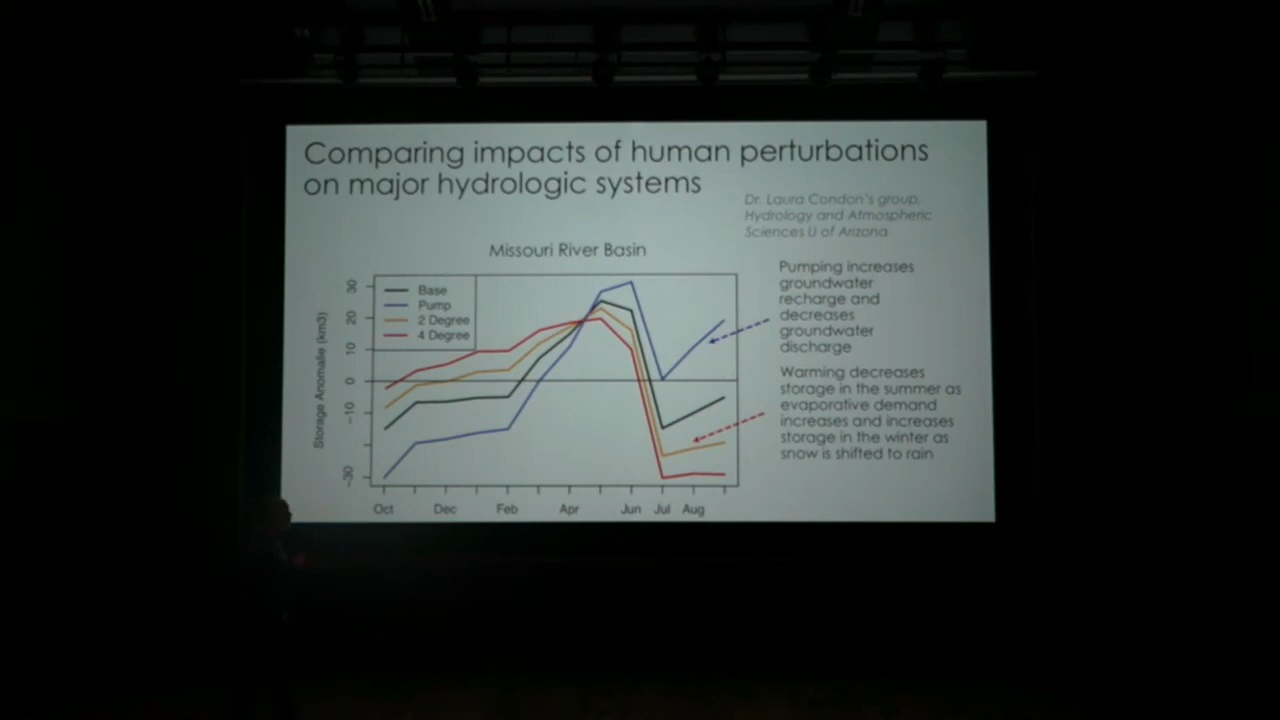 Comparing impacts of human perturbations
on major hydrologic systems
Dr. Laura Condon's group,
Hydrology and Atmospheric
Sciences U of Arizona
Missouri River Basin
Pumping increases
groundwater
recharge and
decreases
groundwater
discharge
Warming decreases
storage in the summer as
evaporative demand
increases and increases
storage in the winter as
snow is shifted to rain
Base
Pump
2 Degree
4 Degree
Storage Anomalie (km3)
30
20
10
0
-10
-30
Oct Dec Feb Apr Jun Jul Aug